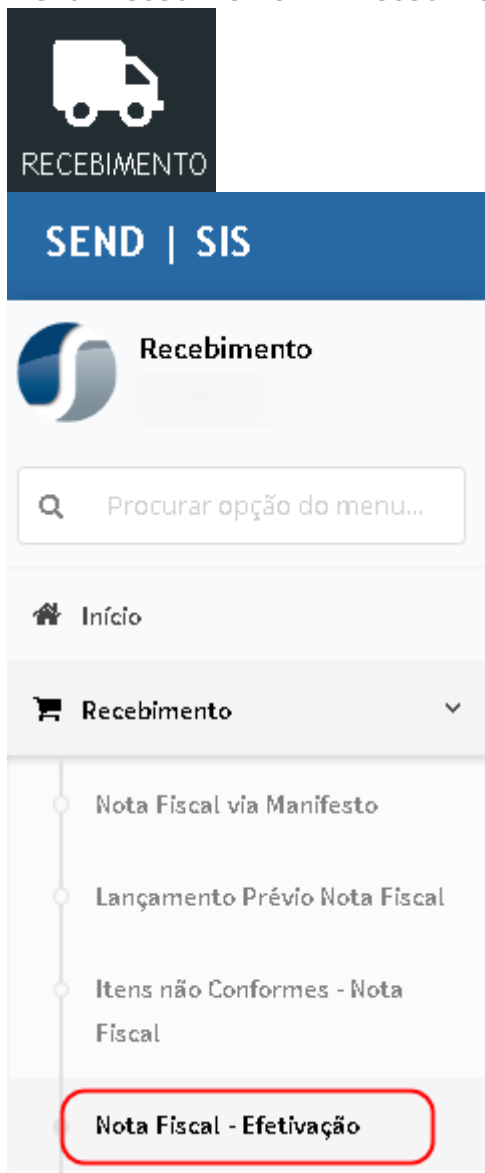 RECEBIMENTO
SEND | SIS
Recebimento
Procurar opção do menu...
Início
Recebimento
Nota Fiscal via Manifesto
Lançamento Prévio Nota Fiscal
Itens não Conformes - Nota
Fiscal
Nota Fiscal - Efetivação